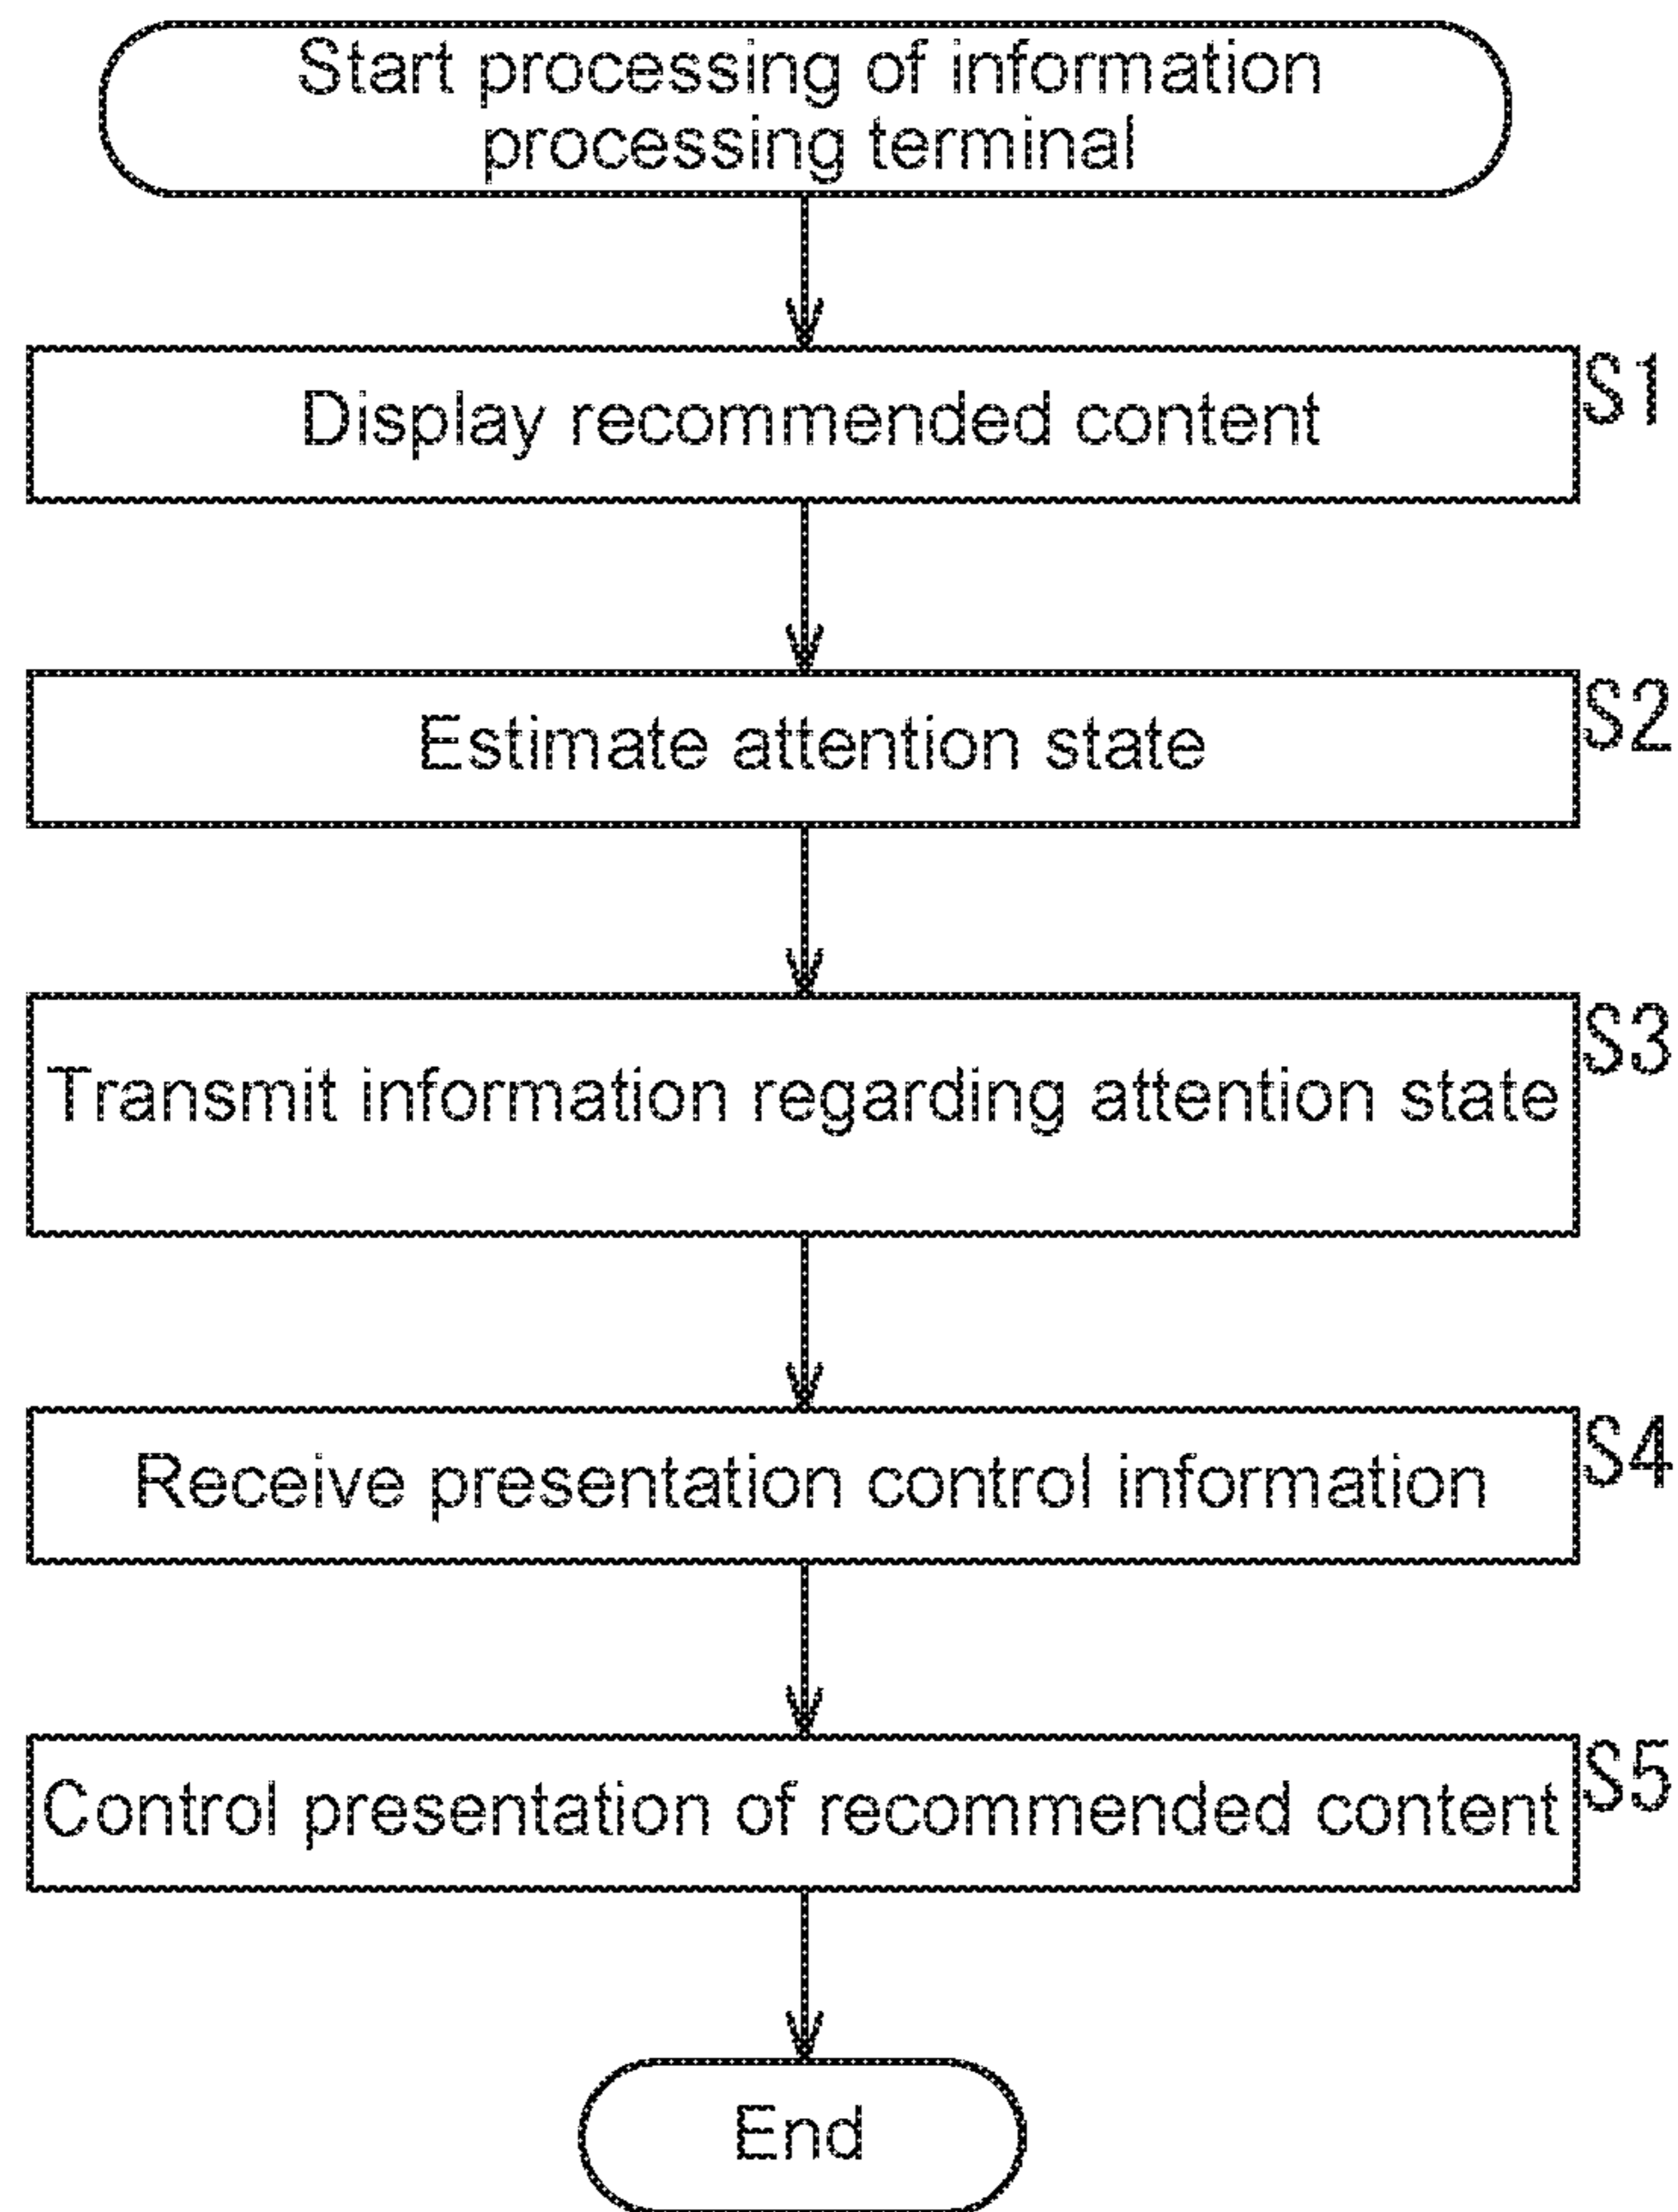 Start processing of information
processing terminal
Display recommended content
S1
Estimate attention state
S2
Transmit information regarding attention state
S3
Receive presentation control information
S4
Control presentation of recommended content
S5
End